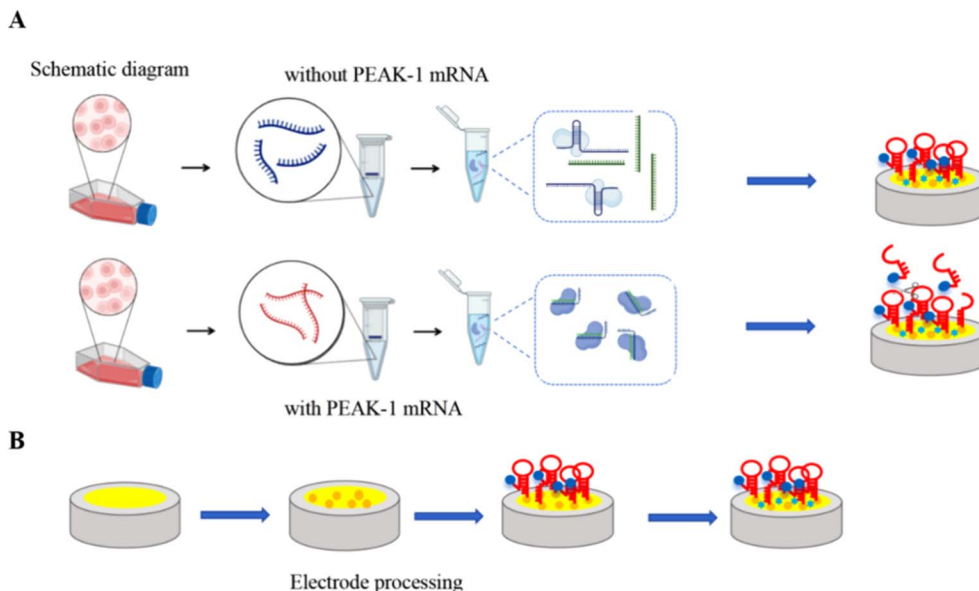 A
Schematic diagram
without PEAK-1 mRNA
with PEAK-1 mRNA
B
Electrode processing